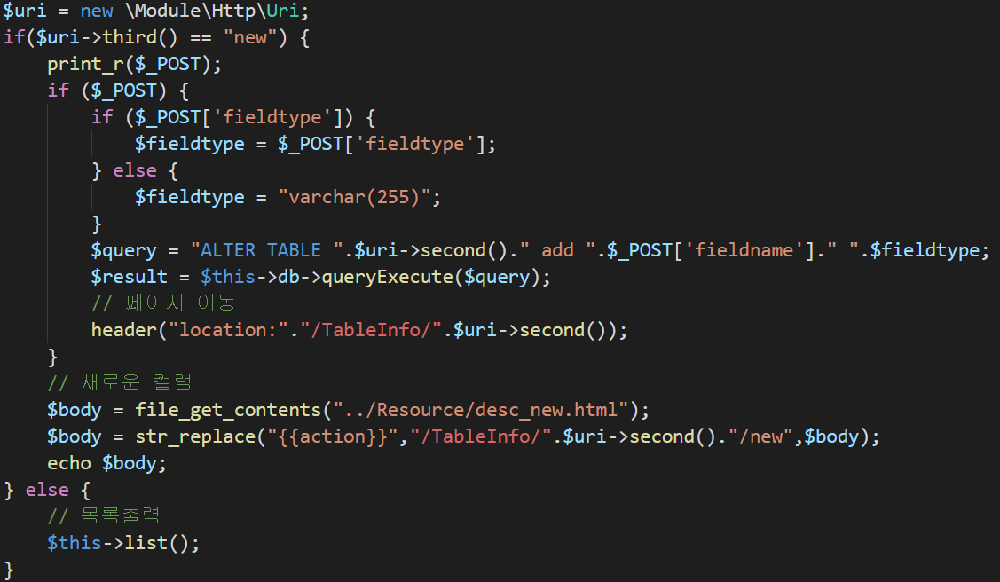 $uri = new \Module\Http\Uri;
if($uri->third() == "new") {
    print_r($_POST);
    if ($_POST) {
        if ($_POST['fieldtype']) {
            $fieldtype = $_POST['fieldtype'];
        } else {
            $fieldtype = "varchar(255)";
        }
        $query = "ALTER TABLE ".$uri->second()." add ".$_POST['fieldname']." ".$fieldtype;
        $result = $this->db->queryExecute($query);
        // 페이지 이동
        header("location:"."/TableInfo/".$uri->second());
    }
    // 새로운 컬럼
    $body = file_get_contents("../Resource/desc_new.html");
    $body = str_replace("{{action}}","/TableInfo/".$uri->second()."/new",$body);
    echo $body;
} else {
    // 목록출력
    $this->list();
}